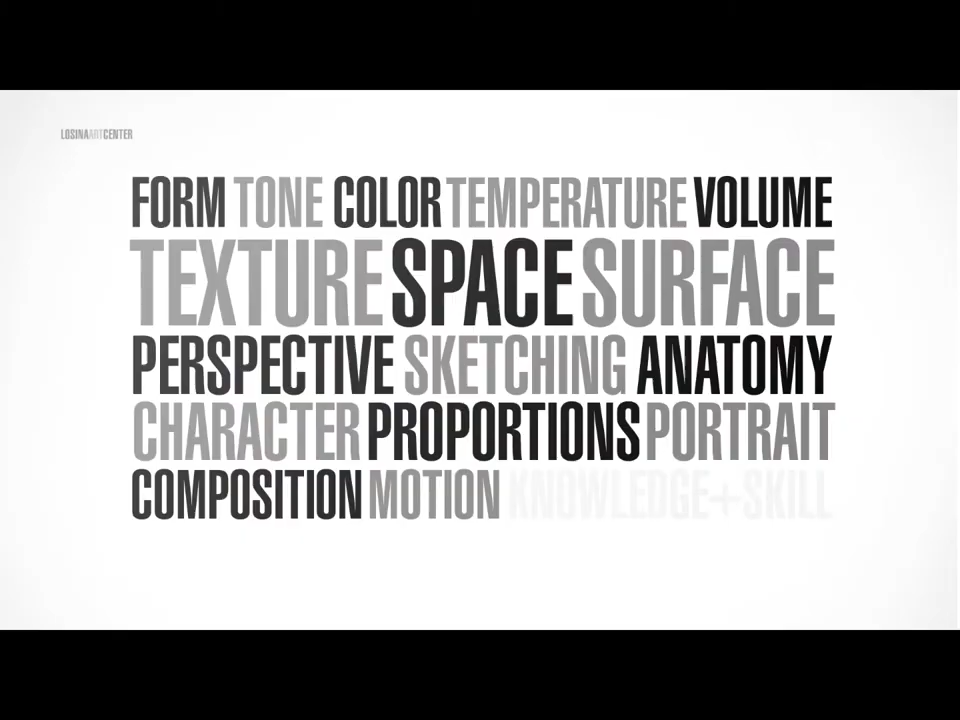 LOSINAARTCENTER
FORM TONE COLOR TEMPERATURE VOLUME
TEXTURE SPACE SURFACE
PERSPECTIVE SKETCHING ANATOMY
CHARACTER PROPORTIONS PORTRAIT
COMPOSITION MOTION KNOWLEDGE+SKILL